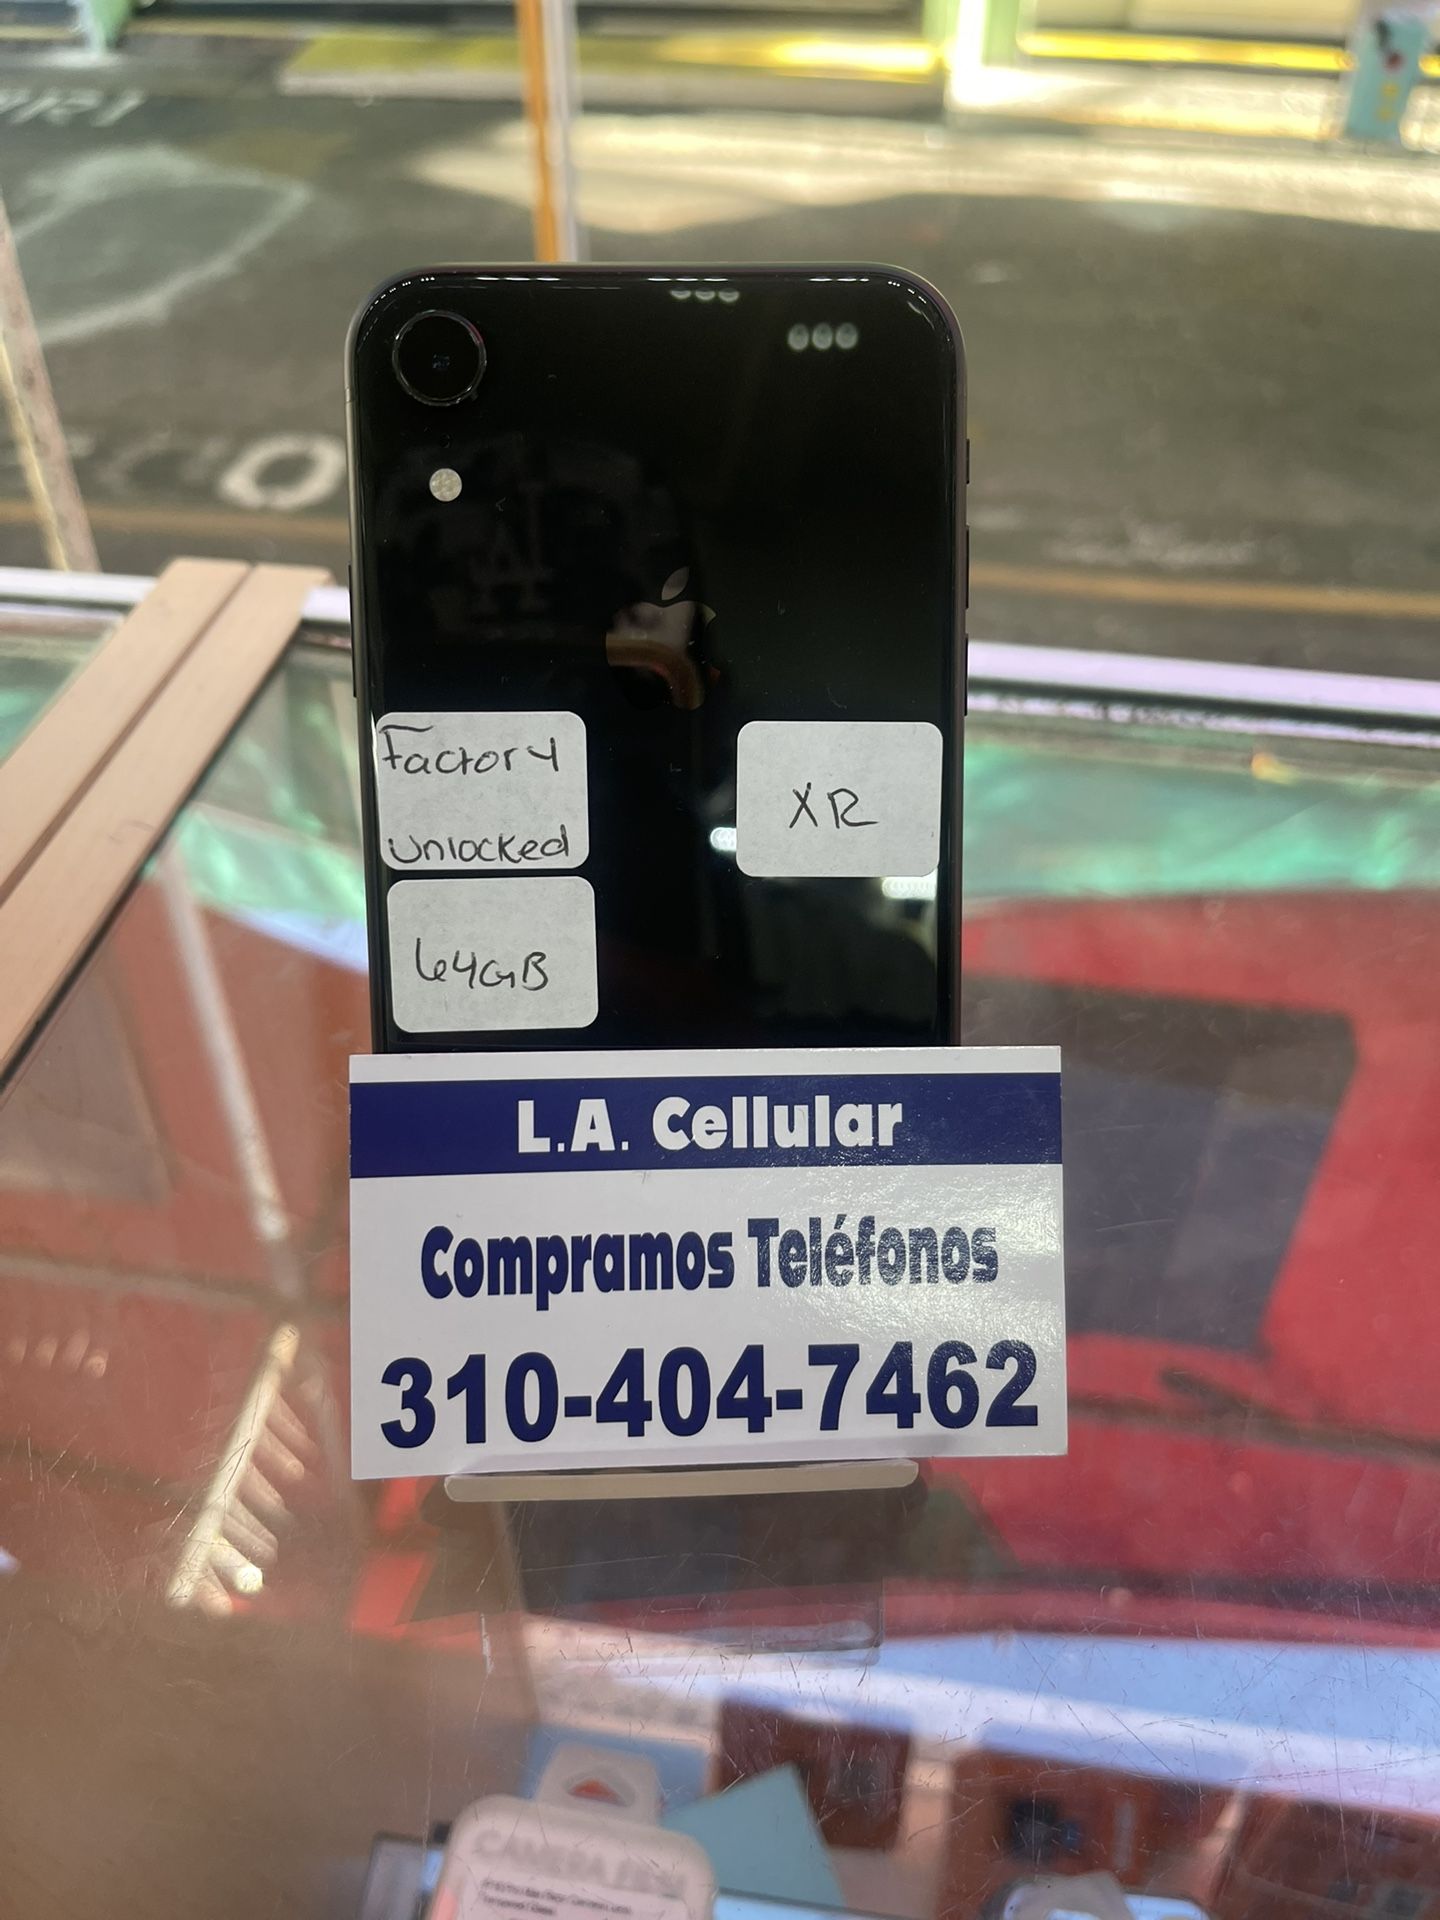 Factory
Unlocked
XR
64GB
L.A. Cellular
Compramos Teléfonos
310-404-7462